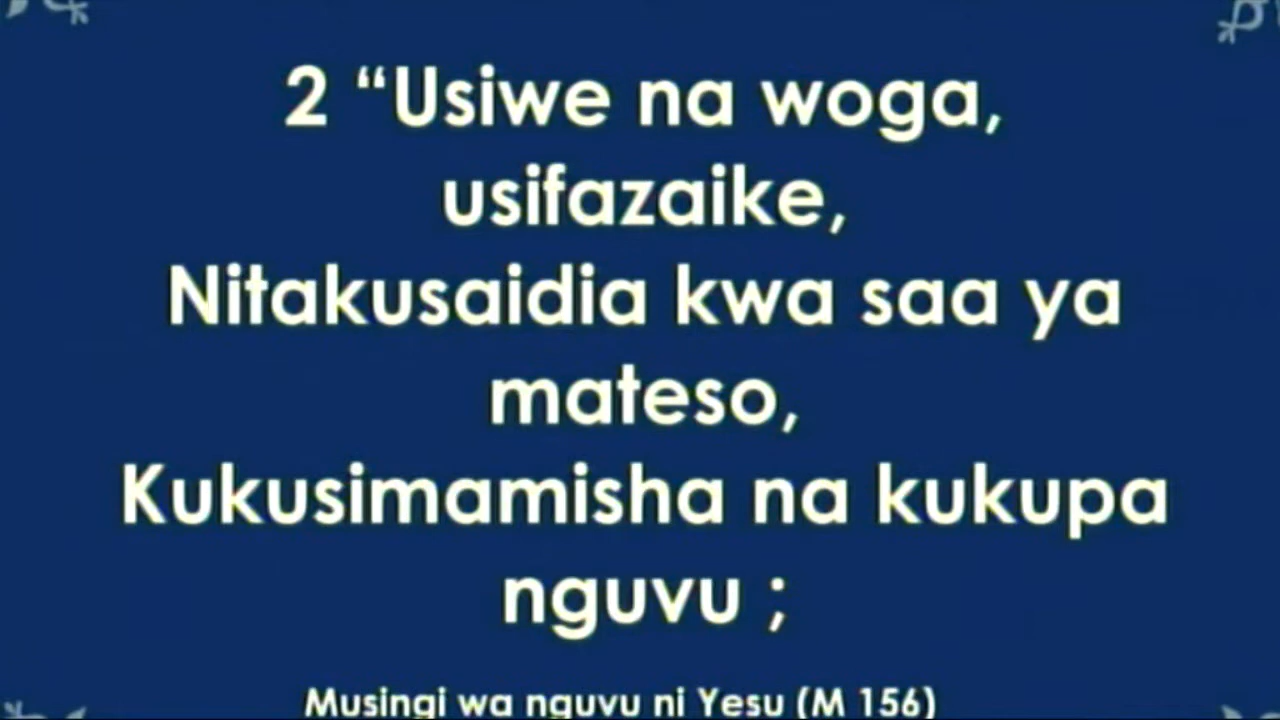 2 “Usiwe na woga,
usifazaike,
Nitakusaidia kwa saa ya
mateso,
Kukusimamisha na kukupa
nguvu ;
Musingi wa nguvu ni Yesu (M 156)